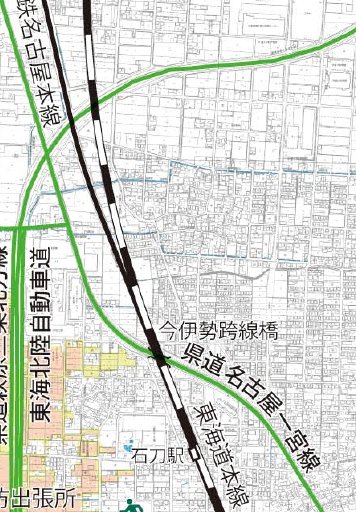 鉄名古屋本線
今伊勢跨線橋
県道名古屋一宮線
東海北陸自動車道
東海道本線
石刀駅
出張所